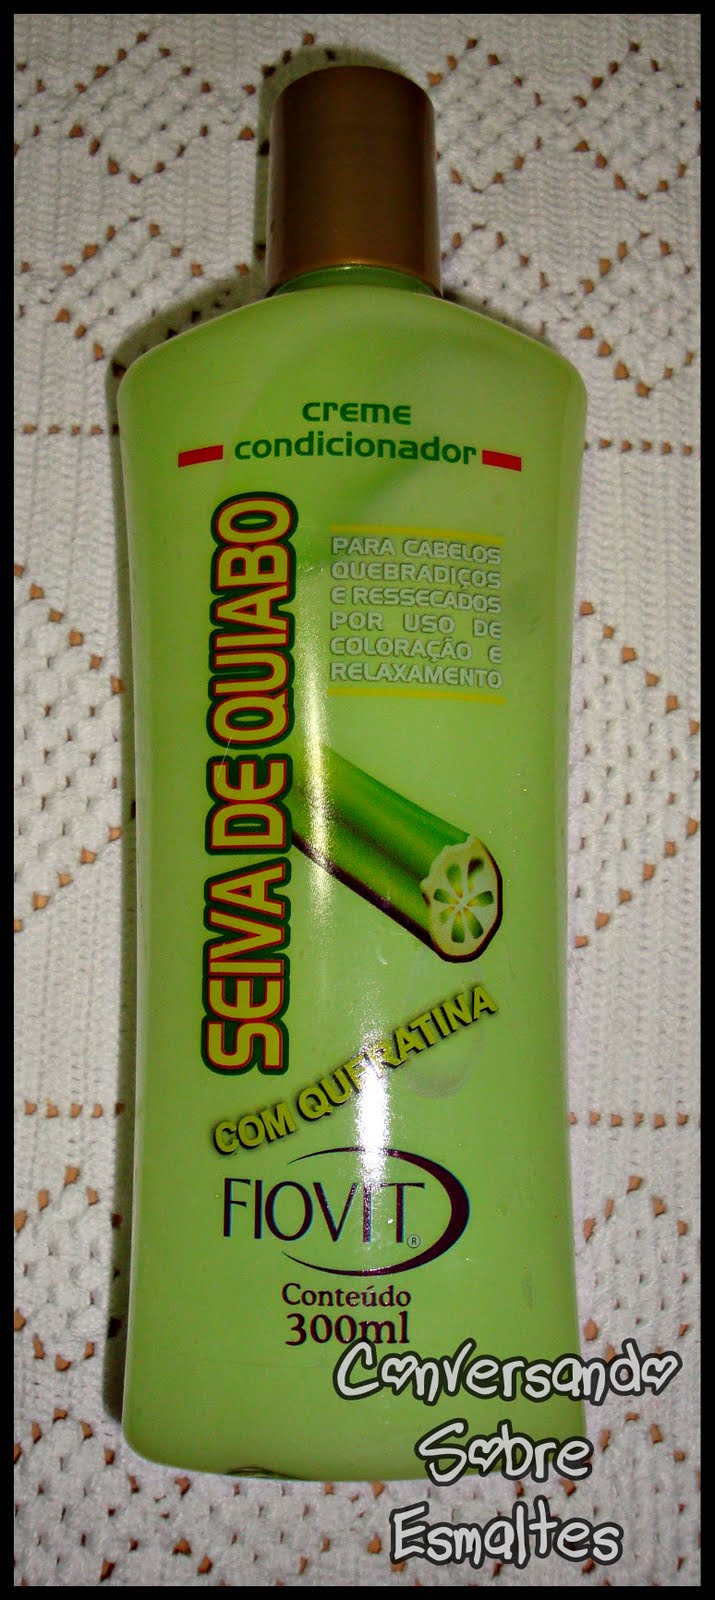 creme
condicionador
SEIVA DE QUIABO
PARA CABELOS
QUEBRADIÇOS
E RESSECADOS
POR USO DE
COLORAÇÃO E
RELAXAMENTO
COM QUERATINA
FIOVIT®
Conteúdo
300ml
Conversando
Sobre
Esmaltes